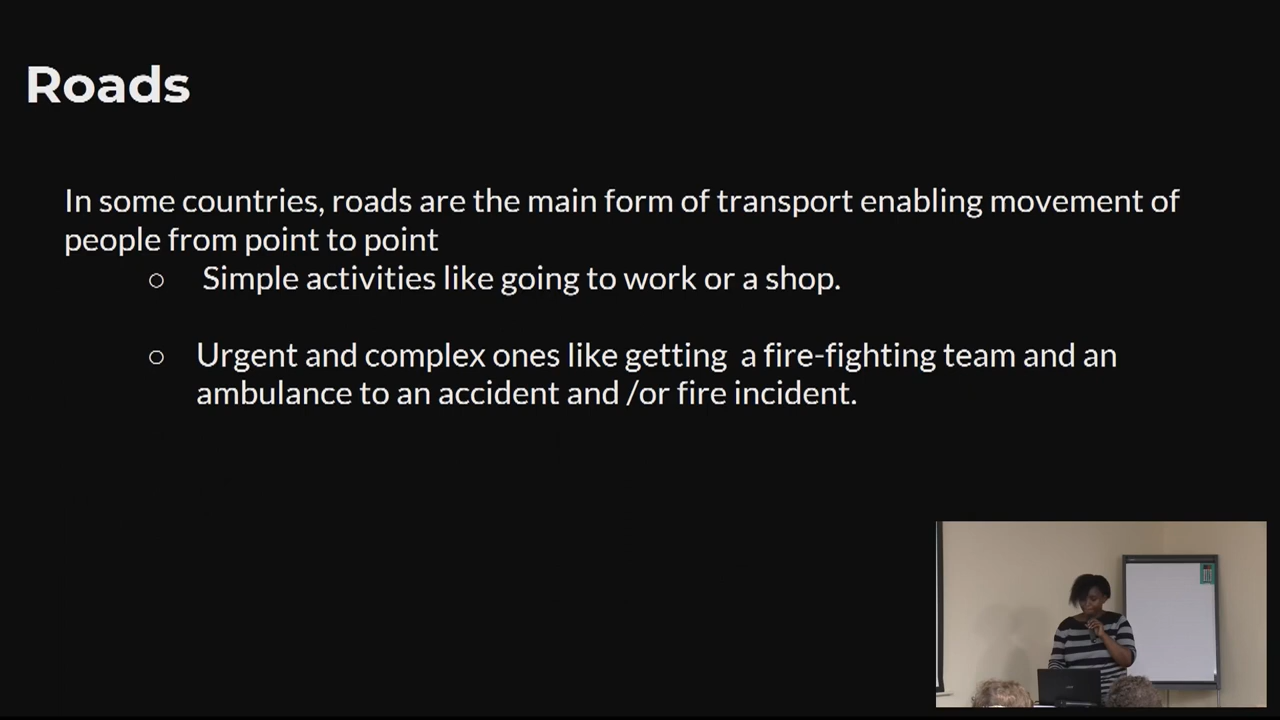 Roads
In some countries, roads are the main form of transport enabling movement of
people from point to point
○ Simple activities like going to work or a shop.
○ Urgent and complex ones like getting a fire-fighting team and an
ambulance to an accident and /or fire incident.